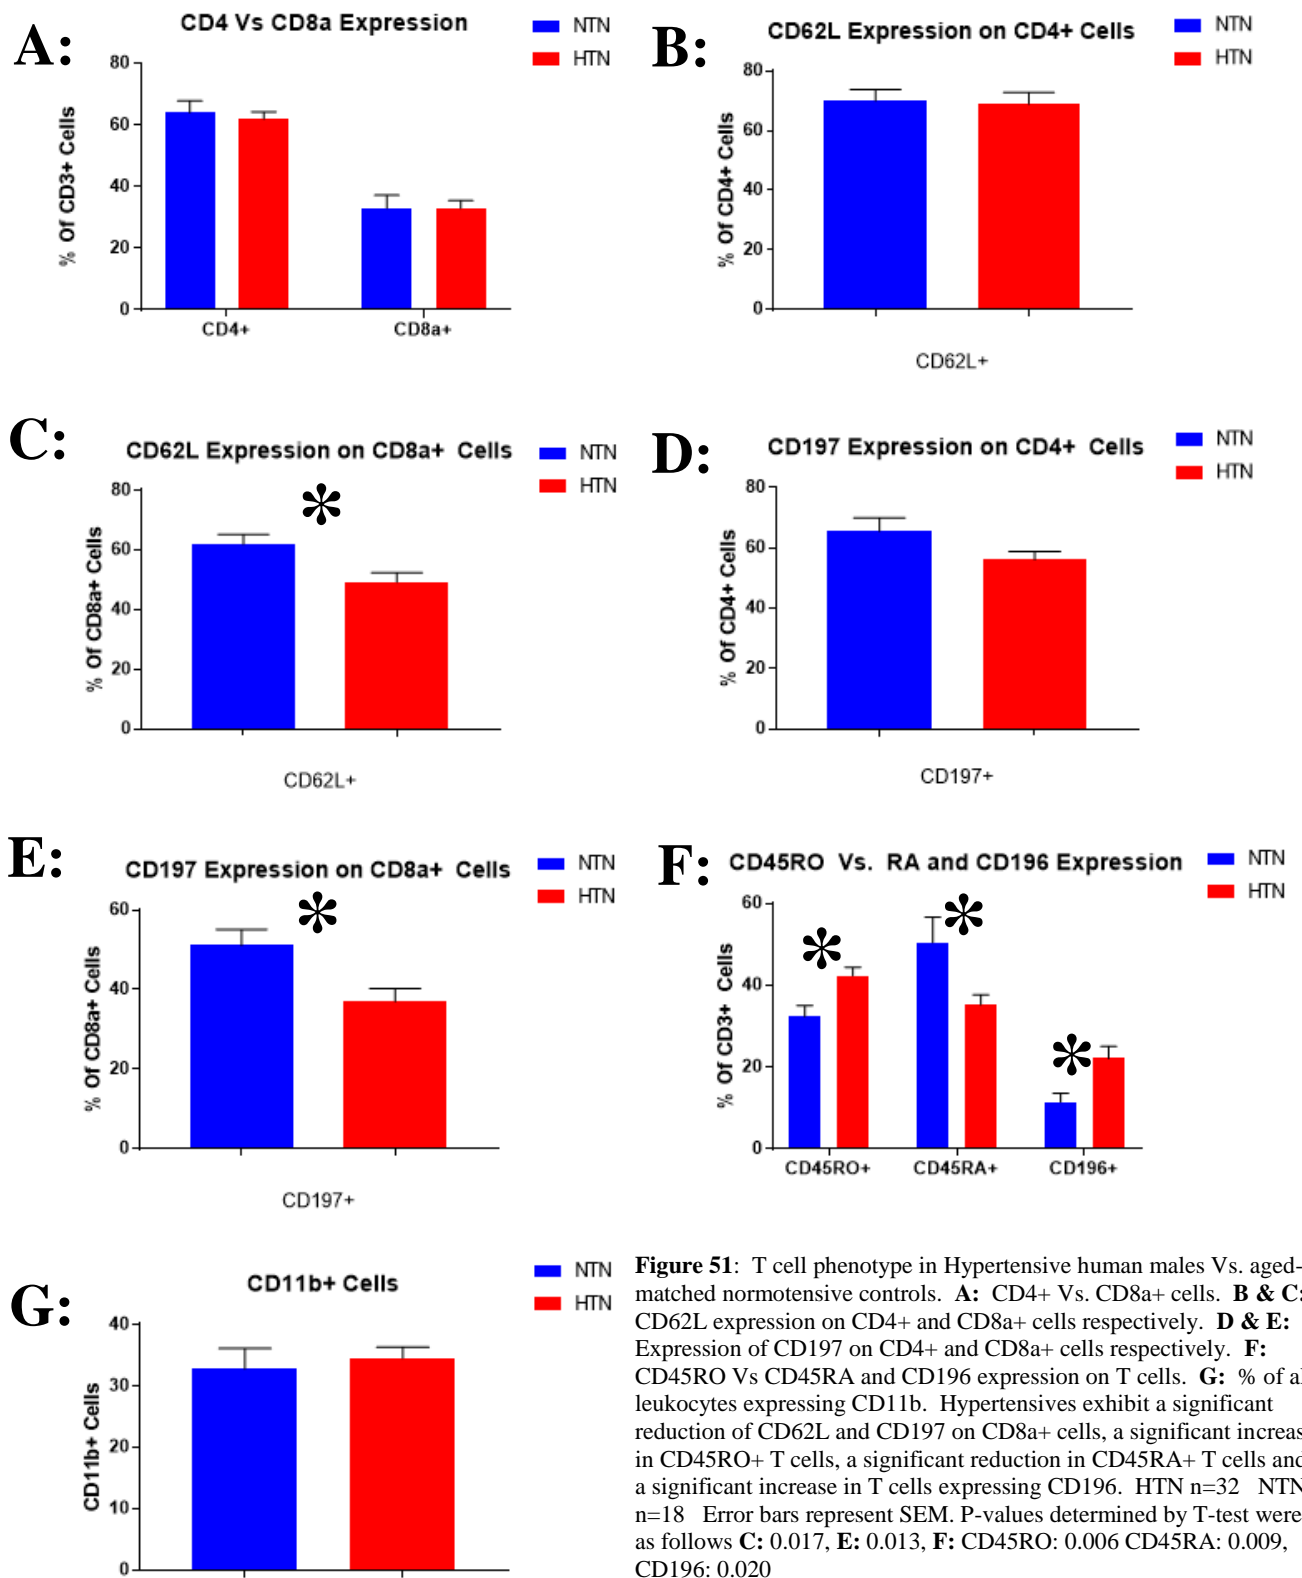 A:
CD4 Vs CD8a Expression
NTN
HTN
% Of CD3+ Cells
80
60
40
20
0
CD4+
CD8a+
B:
CD62L Expression on CD4+ Cells
NTN
HTN
% Of CD4+ Cells
80
60
40
20
0
CD62L+
C:
CD62L Expression on CD8a+ Cells
NTN
HTN
% Of CD8a+ Cells
80
60
40
20
0
*
CD62L+
D:
CD197 Expression on CD4+ Cells
NTN
HTN
% Of CD4+ Cells
80
60
40
20
0
CD197+
E:
CD197 Expression on CD8a+ Cells
NTN
HTN
% Of CD8a+ Cells
60
40
20
0
*
CD197+
F:
CD45RO Vs. RA and CD196 Expression
NTN
HTN
% Of CD3+ Cells
60
40
20
0
*
*
*
CD45RO+
CD45RA+
CD196+
G:
CD11b+ Cells
NTN
HTN
CD11b+ Cells
40
30
20
10
0
Figure 51: T cell phenotype in Hypertensive human males Vs. aged-
matched normotensive controls. A: CD4+ Vs. CD8a+ cells. B & C:
CD62L expression on CD4+ and CD8a+ cells respectively. D & E:
Expression of CD197 on CD4+ and CD8a+ cells respectively. F:
CD45RO Vs CD45RA and CD196 expression on T cells. G: % of al
leukocytes expressing CD11b. Hypertensives exhibit a significant
reduction of CD62L and CD197 on CD8a+ cells, a significant increas
in CD45RO+ T cells, a significant reduction in CD45RA+ T cells and
a significant increase in T cells expressing CD196. HTN n=32 NTN
n=18 Error bars represent SEM. P-values determined by T-test were
as follows C: 0.017, E: 0.013, F: CD45RO: 0.006 CD45RA: 0.009,
CD196: 0.020